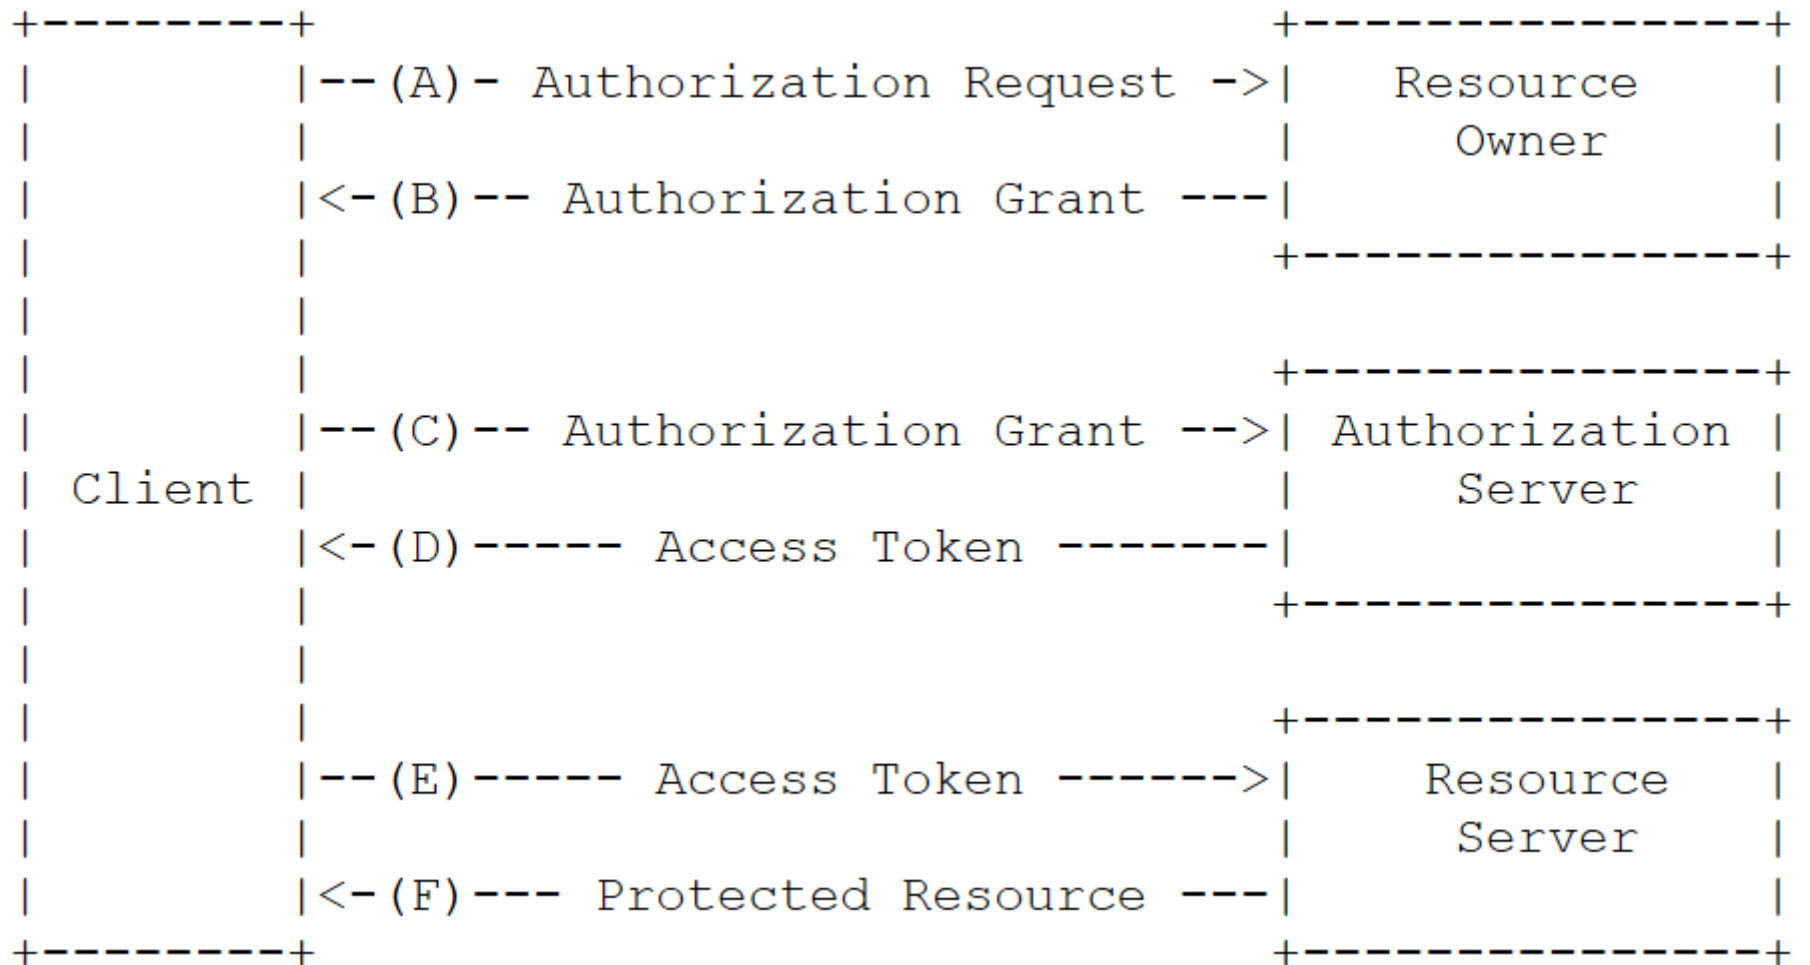 +--------+                               +---------------+
|        |--(A)- Authorization Request ->|   Resource    |
|        |                               |     Owner     |
|        |<-(B)-- Authorization Grant ---|               |
|        |                               +---------------+
|        |
|        |                               +---------------+
|        |--(C)-- Authorization Grant -->| Authorization |
| Client |                               |     Server    |
|        |<-(D)----- Access Token -------|               |
|        |                               +---------------+
|        |
|        |                               +---------------+
|        |--(E)----- Access Token ------>|    Resource   |
|        |                               |     Server    |
|        |<-(F)--- Protected Resource ---|               |
+--------+                               +---------------+